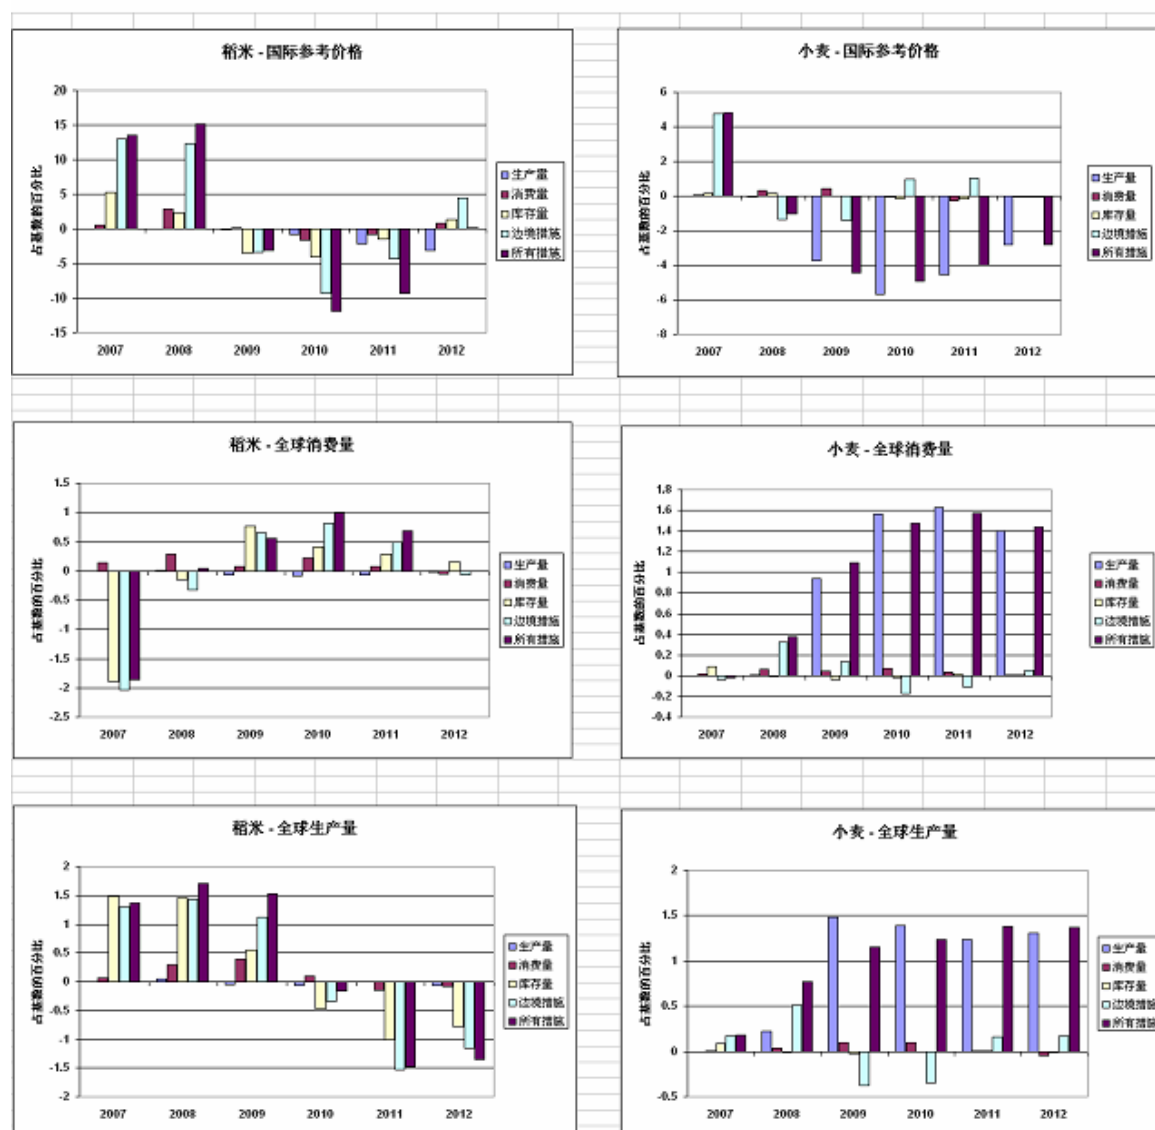 稻米 - 国际参考价格
占基数的百分比
20
15
10
5
0
-5
-10
-15
2007 2008 2009 2010 2011 2012
生产量
消费量
库存量
边境措施
所有措施
小麦 - 国际参考价格
占基数的百分比
6
4
2
0
-2
-4
-6
-8
2007 2008 2009 2010 2011 2012
生产量
消费量
库存量
边境措施
所有措施
稻米 - 全球消费量
占基数的百分比
1.5
1
0.5
0
-0.5
-1
-1.5
-2
-2.5
2007 2008 2009 2010 2011 2012
生产量
消费量
库存量
边境措施
所有措施
小麦 - 全球消费量
占基数的百分比
1.8
1.6
1.4
1.2
1
0.8
0.6
0.4
0.2
0
-0.2
-0.4
2007 2008 2009 2010 2011 2012
生产量
消费量
库存量
边境措施
所有措施
稻米 - 全球生产量
占基数的百分比
2
1.5
1
0.5
0
-0.5
-1
-1.5
-2
2007 2008 2009 2010 2011 2012
生产量
消费量
库存量
边境措施
所有措施
小麦 - 全球生产量
占基数的百分比
2
1.5
1
0.5
0
-0.5
2007 2008 2009 2010 2011 2012
生产量
消费量
库存量
边境措施
所有措施